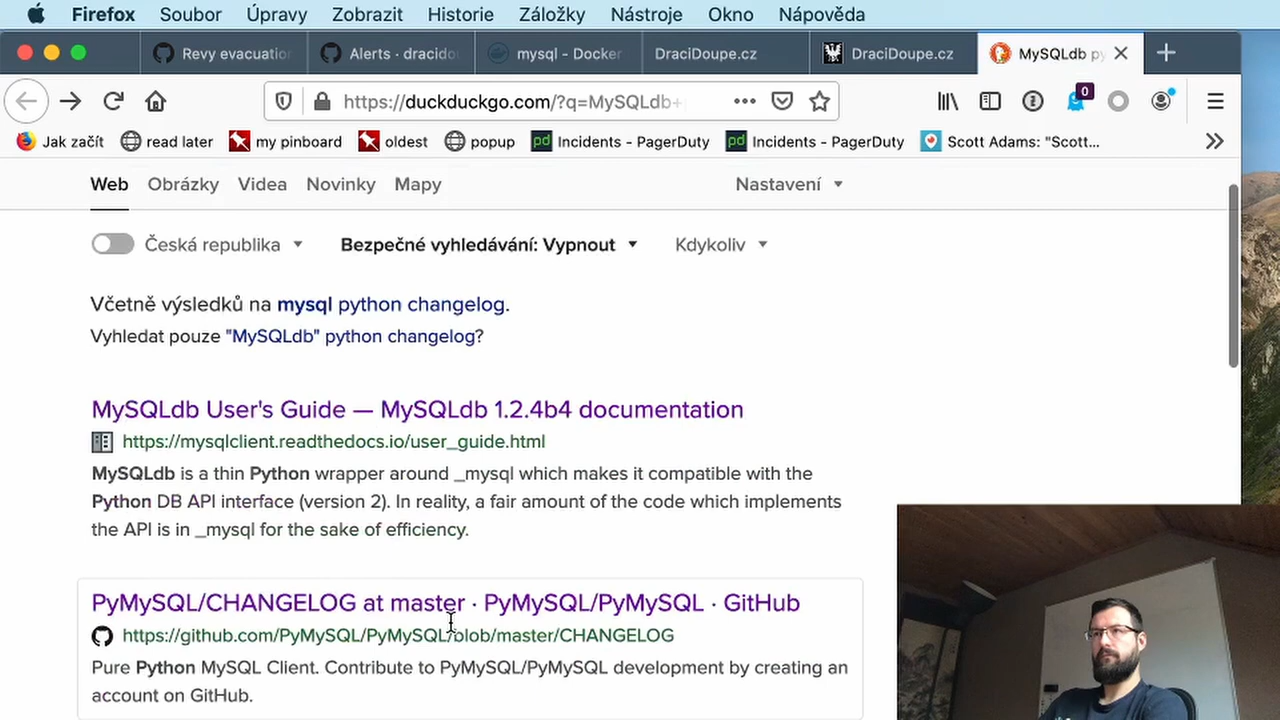 Firefox Soubor Úpravy Zobrazit Historie Záložky Nástroje Okno Nápověda
Revy evacuation Alerts · dracidou mysql - Docker DraciDoupe.cz DraciDoupe.cz MySQLdb py
https://duckduckgo.com/?q=MySQLdb+
0
Jak začít read later my pinboard oldest popup Incidents - PagerDuty Incidents - PagerDuty Scott Adams: "Scott...
Web Obrázky Videa Novinky Mapy Nastavení
Česká republika Bezpečné vyhledávání: Vypnout Kdykoliv
Včetně výsledků na mysql python changelog.
Vyhledat pouze "MySQLdb" python changelog?
MySQLdb User's Guide — MySQLdb 1.2.4b4 documentation
https://mysqlclient.readthedocs.io/user_guide.html
MySQLdb is a thin Python wrapper around _mysql which makes it compatible with the
Python DB API interface (version 2). In reality, a fair amount of the code which implements
the API is in _mysql for the sake of efficiency.
PyMySQL/CHANGELOG at master · PyMySQL/PyMySQL · GitHub
https://github.com/PyMySQL/PyMySQL/blob/master/CHANGELOG
Pure Python MySQL Client. Contribute to PyMySQL/PyMySQL development by creating an
account on GitHub.